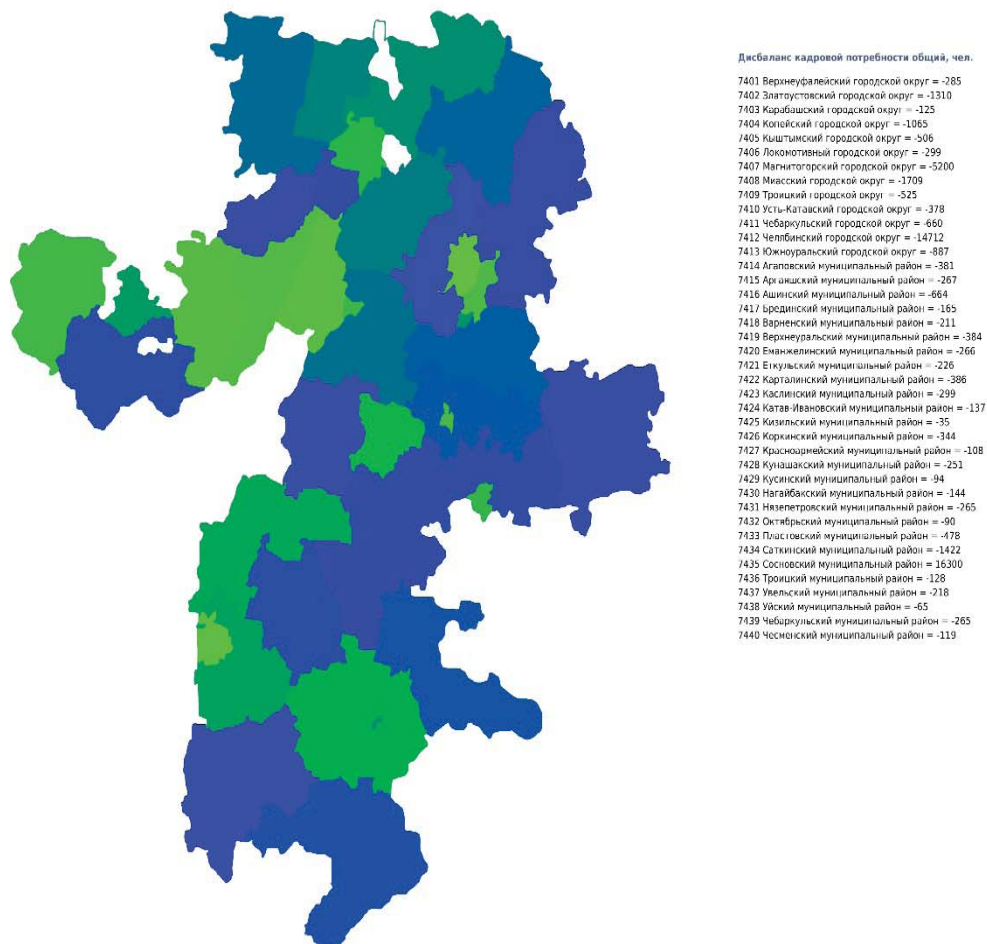 Дисбаланс кадровой потребности общий, чел.
7401 Верхнеуфалейский городской округ = -285
7402 Златоустовский городской округ = -1310
7403 Карабашский городской округ = -125
7404 Копейский городской округ = -1065
7405 Кыштымский городской округ = -506
7406 Локомотивный городской округ = -299
7407 Магнитогорский городской округ = -5200
7408 Миасский городской округ = -1709
7409 Троицкий городской округ = -525
7410 Усть-Катавский городской округ = -378
7411 Чебаркульский городской округ = -660
7412 Челябинский городской округ = -14712
7413 Южноуральский городской округ = -887
7414 Агаповский муниципальный район = -381
7415 Аргаяшский муниципальный район = -267
7416 Ашинский муниципальный район = -664
7417 Брединский муниципальный район = -165
7418 Варненский муниципальный район = -211
7419 Верхнеуральский муниципальный район = -384
7420 Еманжелинский муниципальный район = -266
7421 Еткульский муниципальный район = -226
7422 Карталинский муниципальный район = -386
7423 Каслинский муниципальный район = -299
7424 Катав-Ивановский муниципальный район = -137
7425 Кизильский муниципальный район = -35
7426 Коркинский муниципальный район = -344
7427 Красноармейский муниципальный район = -108
7428 Кунашакский муниципальный район = -251
7429 Кусинский муниципальный район = -94
7430 Нагайбакский муниципальный район = -144
7431 Нязепетровский муниципальный район = -265
7432 Октябрьский муниципальный район = -90
7433 Пластовский муниципальный район = -478
7434 Саткинский муниципальный район = -1422
7435 Сосновский муниципальный район = 16300
7436 Троицкий муниципальный район = -128
7437 Увельский муниципальный район = -218
7438 Уйский муниципальный район = -65
7439 Чебаркульский муниципальный район = -265
7440 Чесменский муниципальный район = -119